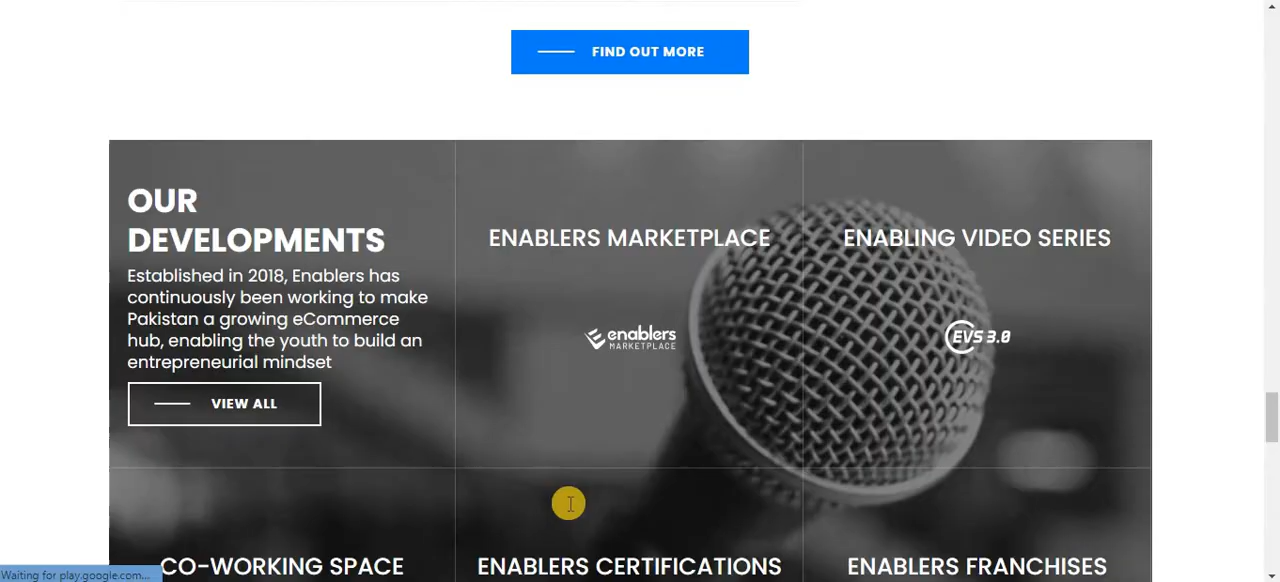 FIND OUT MORE
OUR
DEVELOPMENTS
Established in 2018, Enablers has
continuously been working to make
Pakistan a growing eCommerce
hub, enabling the youth to build an
entrepreneurial mindset
VIEW ALL
ENABLERS MARKETPLACE
enablers
MARKETPLACE
ENABLING VIDEO SERIES
EVS 3.0
CO-WORKING SPACE
ENABLERS CERTIFICATIONS
ENABLERS FRANCHISES
Waiting for play.google.com...